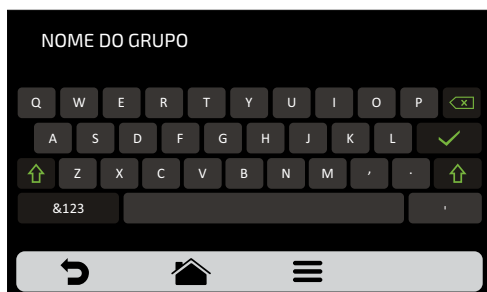 NOME DO GRUPO
Q W E R T Y U I O P
A S D F G H J K L
Z X C V B N M , .
&123 '